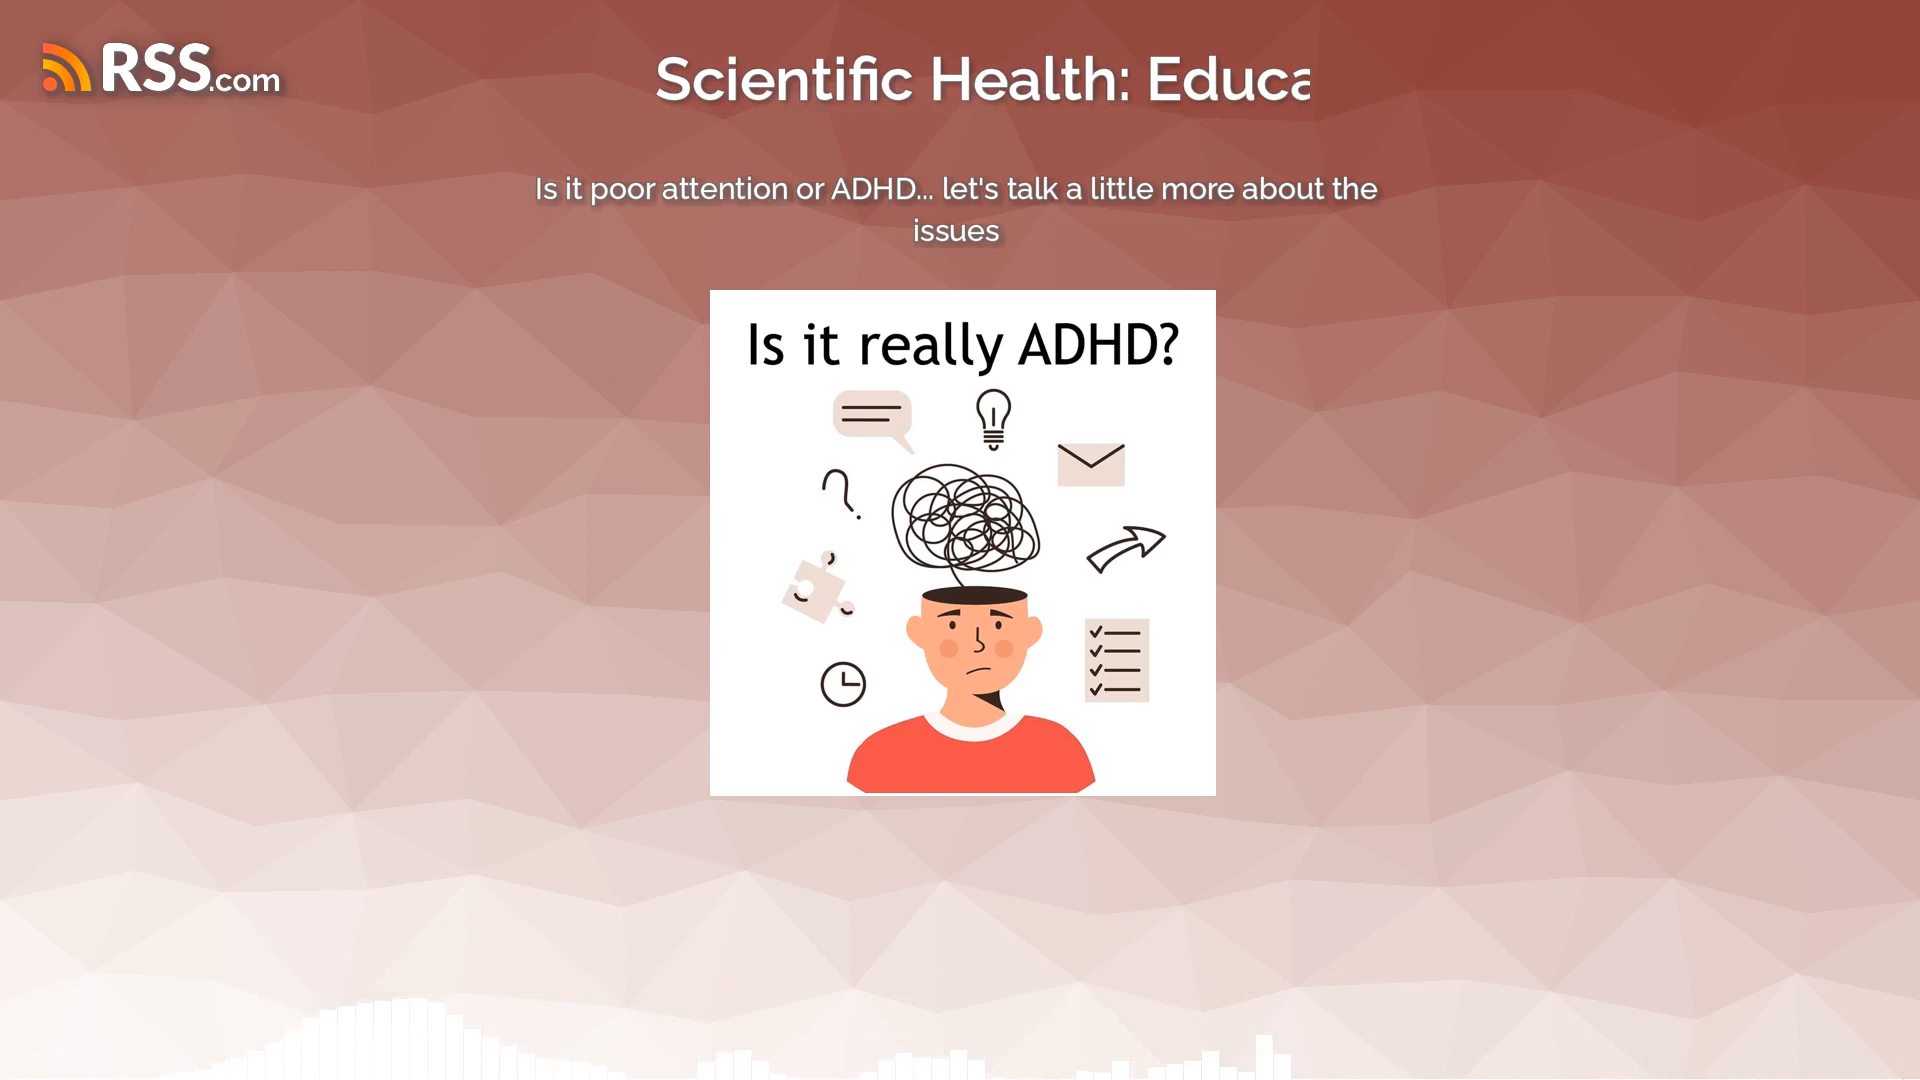 RSS.com
Scientific Health: Educa
Is it poor attention or ADHD... let's talk a little more about the
issues
Is it really ADHD?